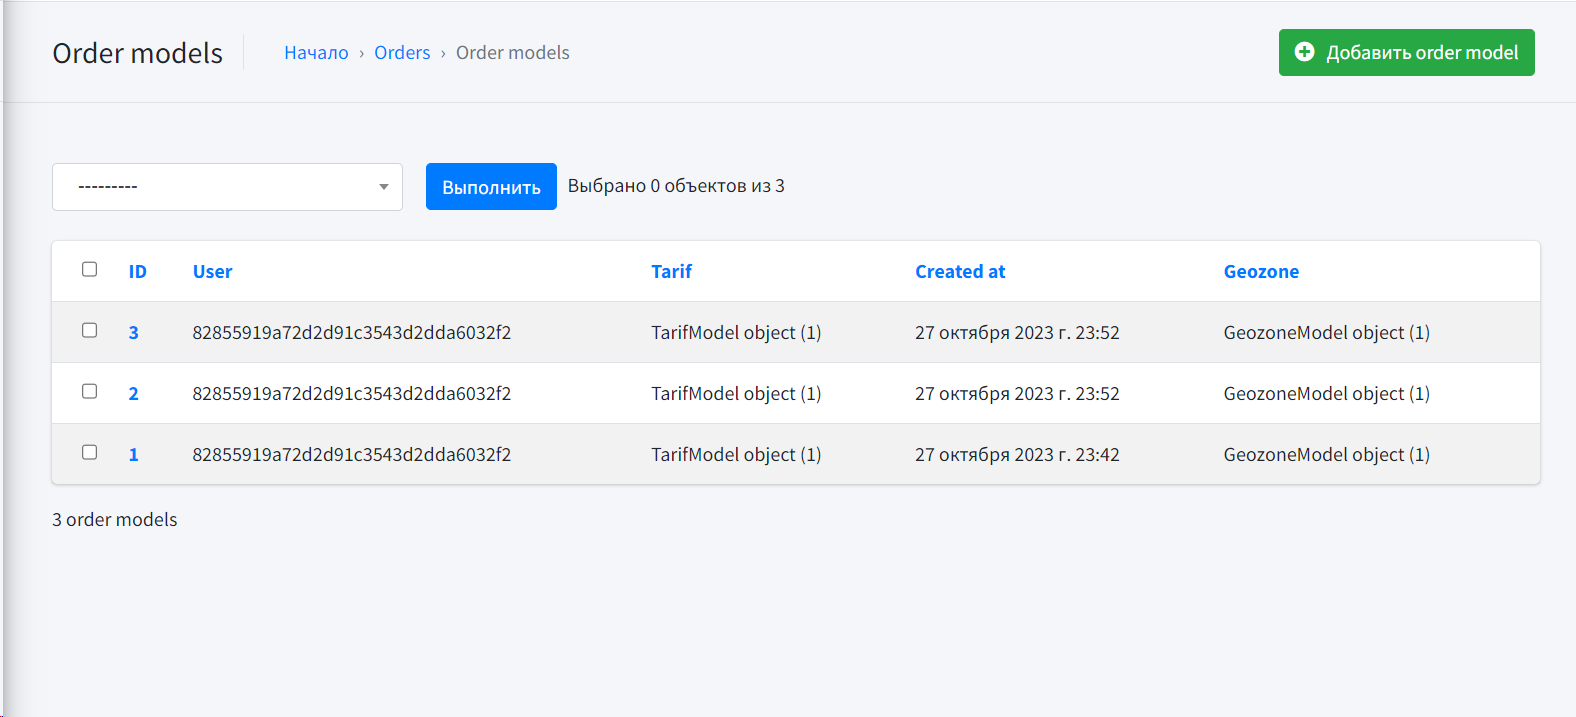 Order models
Начало › Orders › Order models
Добавить order model
---------
Выполнить
Выбрано 0 объектов из 3
ID User Tarif Created at Geozone
3 82855919a72d2d91c3543d2dda6032f2 TarifModel object (1) 27 октября 2023 г. 23:52 GeozoneModel object (1)
2 82855919a72d2d91c3543d2dda6032f2 TarifModel object (1) 27 октября 2023 г. 23:52 GeozoneModel object (1)
1 82855919a72d2d91c3543d2dda6032f2 TarifModel object (1) 27 октября 2023 г. 23:42 GeozoneModel object (1)
3 order models